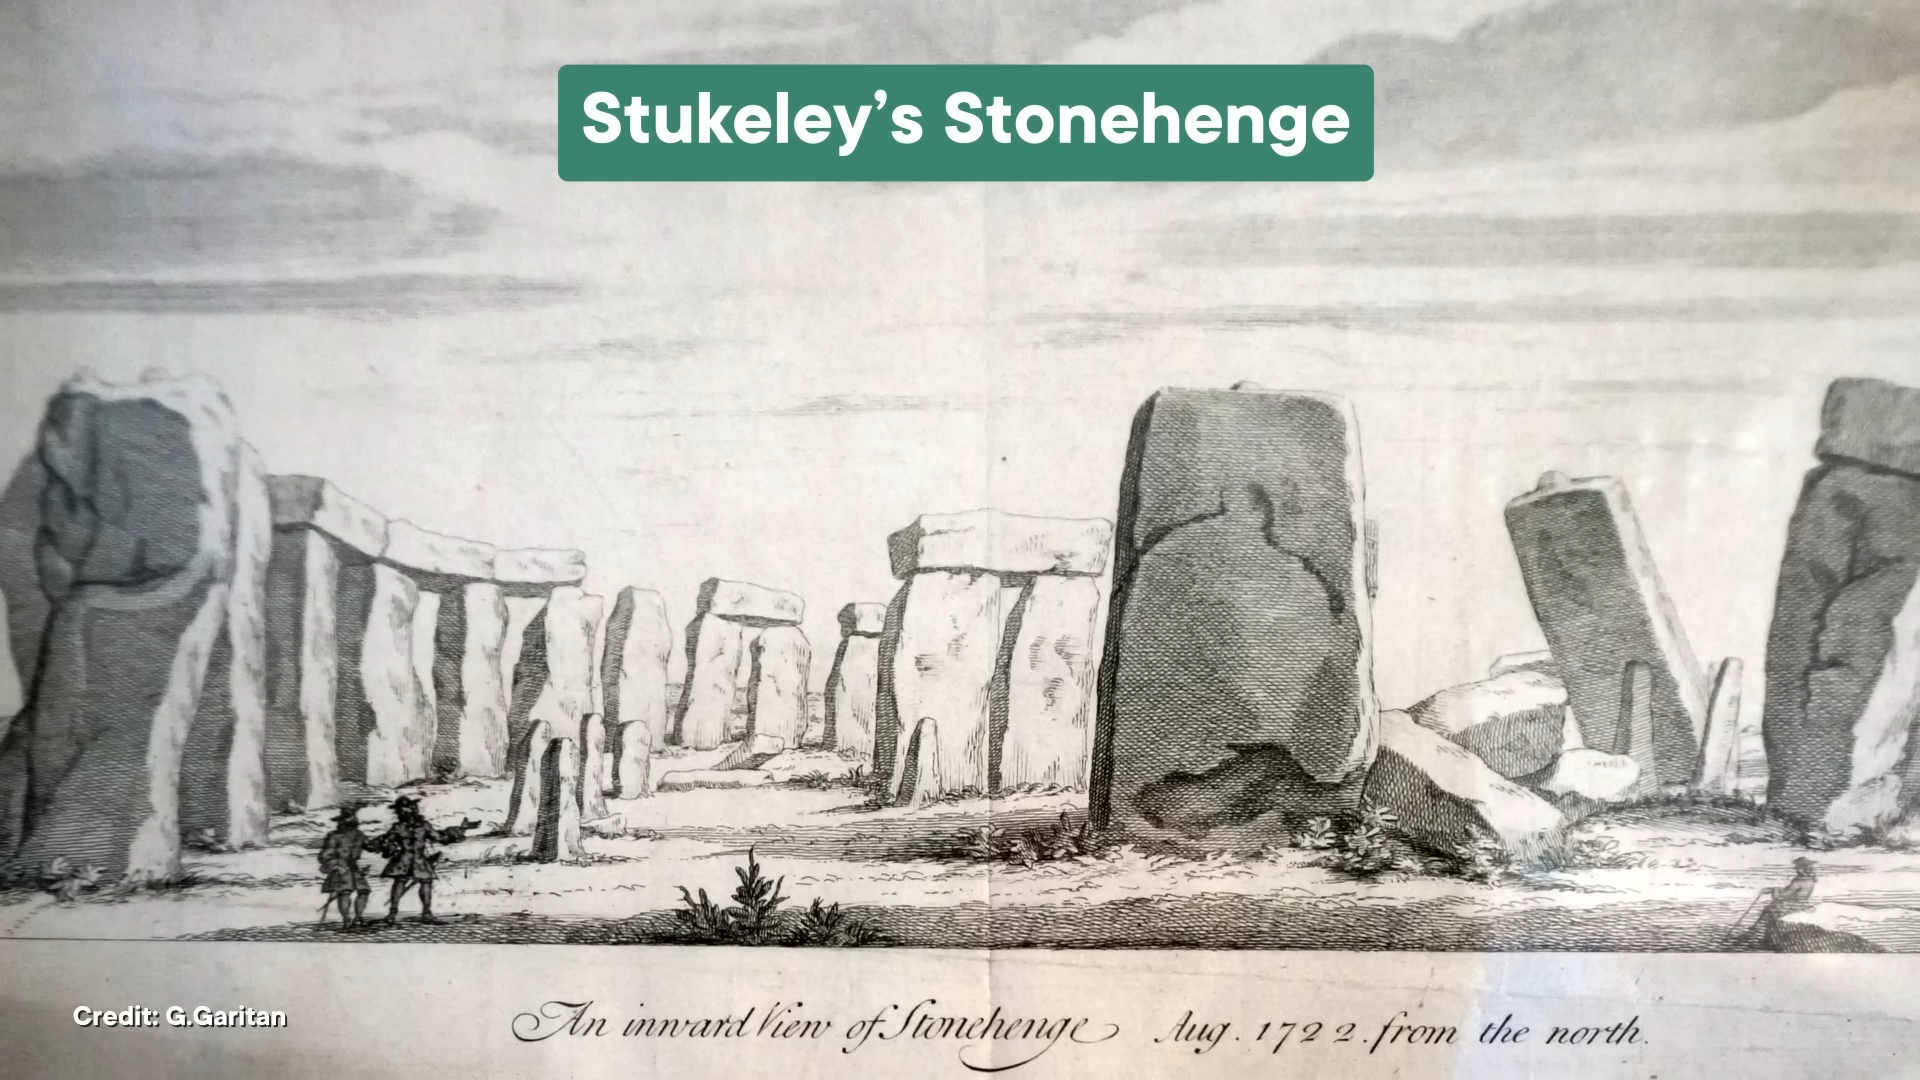 Stukeley’s Stonehenge
An inward View of Stonehenge Aug. 1722. from the north.
Credit: G.Garitan